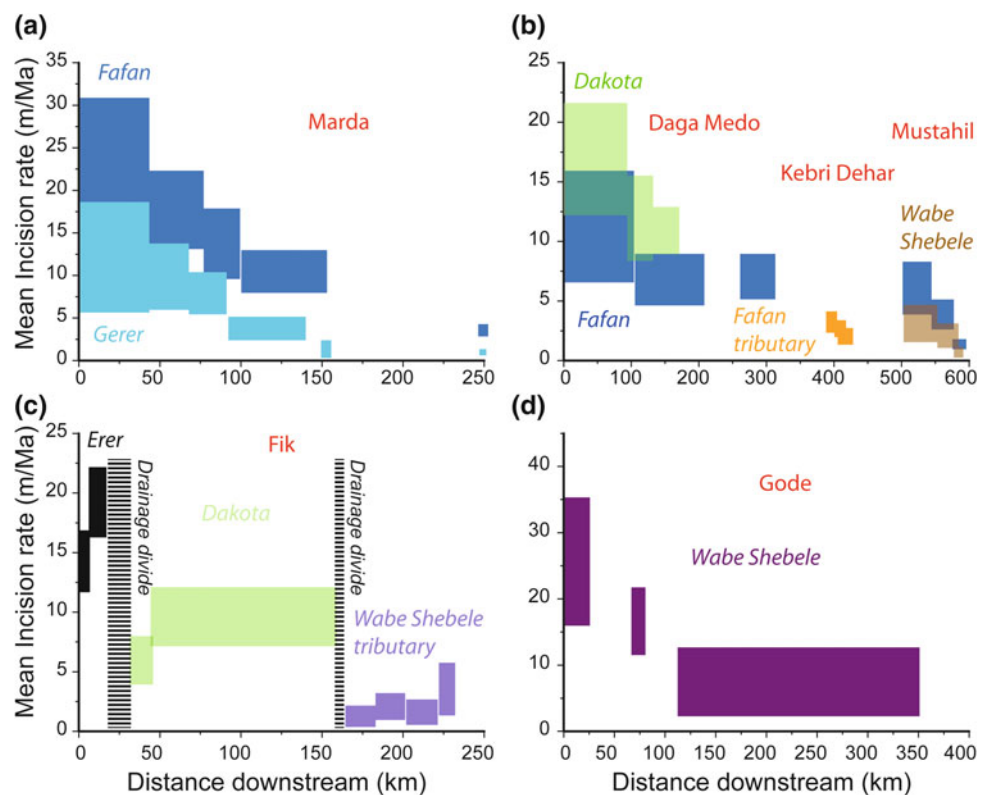 (a)
Mean Incision rate (m/Ma)
35
30
25
20
15
10
5
0
Fafan
Marda
Gerer
0 50 100 150 200 250
(b)
25
20
15
10
5
0
Dakota
Daga Medo
Mustahil
Kebri Dehar
Wabe
Shebele
Fafan
Fafan
tributary
0 100 200 300 400 500 600
(c)
Mean Incision rate (m/Ma)
25
20
15
10
5
0
Erer
Fik
Drainage divide
Dakota
Drainage divide
Wabe Shebele
tributary
0 50 100 150 200 250
Distance downstream (km)
(d)
40
30
20
10
0
Gode
Wabe Shebele
0 50 100 150 200 250 300 350 400
Distance downstream (km)